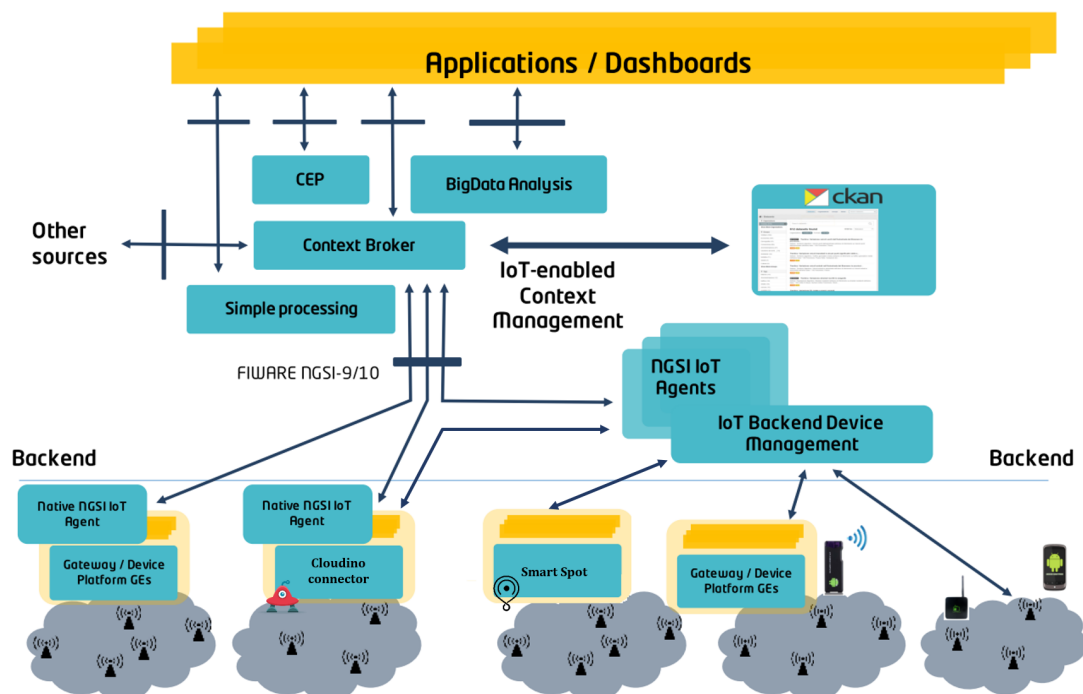 Applications / Dashboards
CEP
BigData Analysis
ckan
Other
sources
Context Broker
IoT-enabled
Context
Management
Simple processing
FIWARE NGSI-9/10
NGSI IoT
Agents
IoT Backend Device
Management
Backend
Backend
Native NGSI IoT
Agent
Native NGSI IoT
Agent
Gateway / Device
Platform GEs
Cloudino
connector
Smart Spot
Gateway / Device
Platform GEs